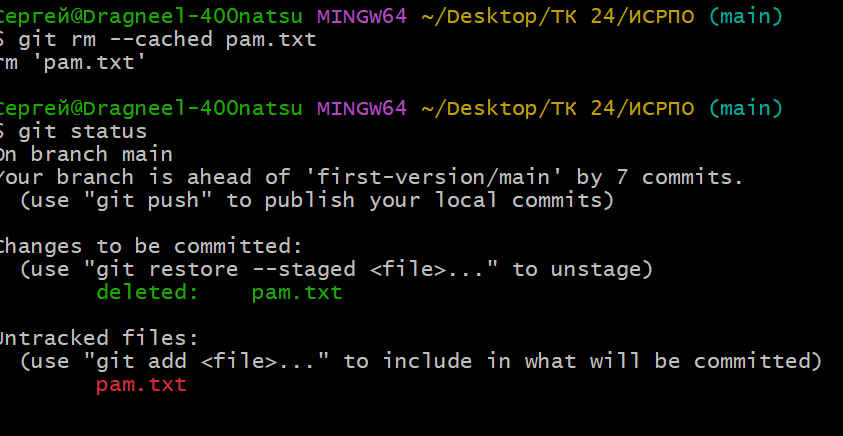 Сергей@Dragneel-400natsu MINGW64 ~/Desktop/ТК 24/ИСРПО (main)
$ git rm --cached pam.txt
rm 'pam.txt'
Сергей@Dragneel-400natsu MINGW64 ~/Desktop/ТК 24/ИСРПО (main)
$ git status
On branch main
Your branch is ahead of 'first-version/main' by 7 commits.
(use "git push" to publish your local commits)
Changes to be committed:
(use "git restore --staged <file>..." to unstage)
deleted: pam.txt
Untracked files:
(use "git add <file>..." to include in what will be committed)
pam.txt